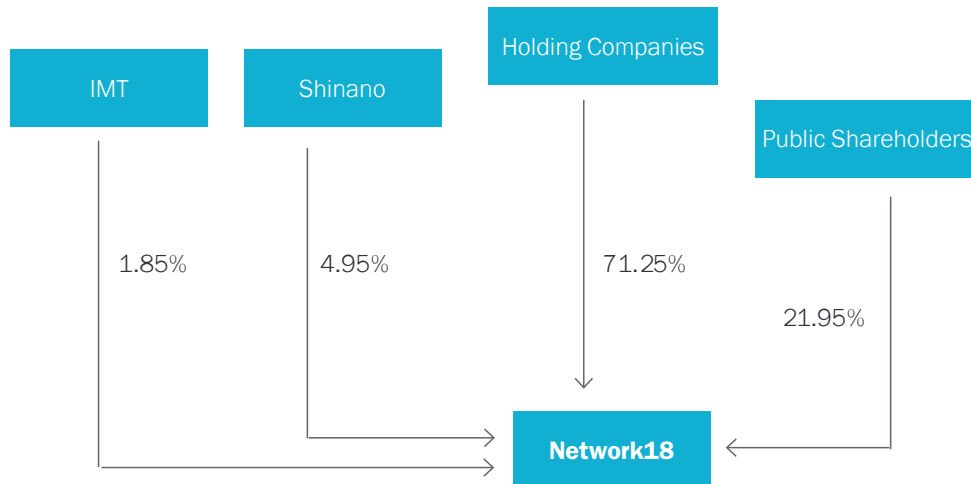 Holding Companies
IMT
Shinano
Public Shareholders
1.85%
4.95%
71.25%
21.95%
Network18